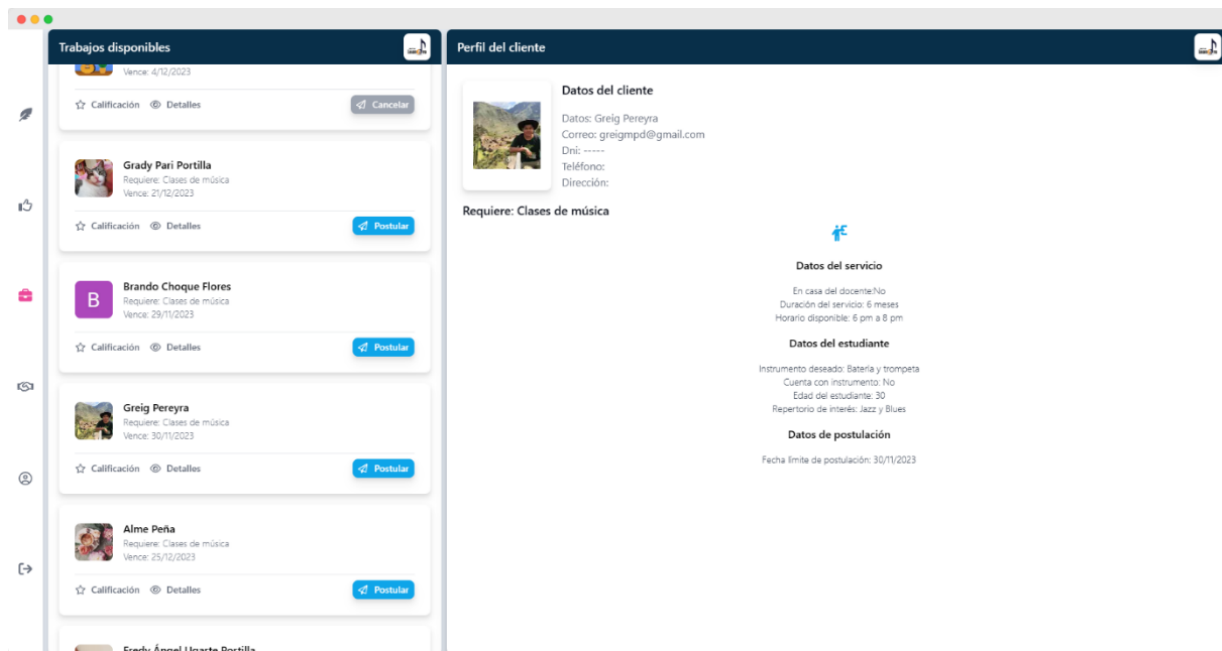 Trabajos disponibles
Vence: 4/12/2023
Calificación Detalles Cancelar
Grady Pari Portilla
Requiere: Clases de música
Vence: 21/12/2023
Calificación Detalles Postular
B
Brando Choque Flores
Requiere: Clases de música
Vence: 29/11/2023
Calificación Detalles Postular
Greig Pereyra
Requiere: Clases de música
Vence: 30/11/2023
Calificación Detalles Postular
Alme Peña
Requiere: Clases de música
Vence: 25/12/2023
Calificación Detalles Postular
Fredy Ángel Ugarte Portilla
Perfil del cliente
Datos del cliente
Datos: Greig Pereyra
Correo: greigmpd@gmail.com
Dni: -----
Teléfono:
Dirección:
Requiere: Clases de música
Datos del servicio
En casa del docente:No
Duración del servicio: 6 meses
Horario disponible: 6 pm a 8 pm
Datos del estudiante
Instrumento deseado: Batería y trompeta
Cuenta con instrumento: No
Edad del estudiante: 30
Repertorio de interés: Jazz y Blues
Datos de postulación
Fecha límite de postulación: 30/11/2023